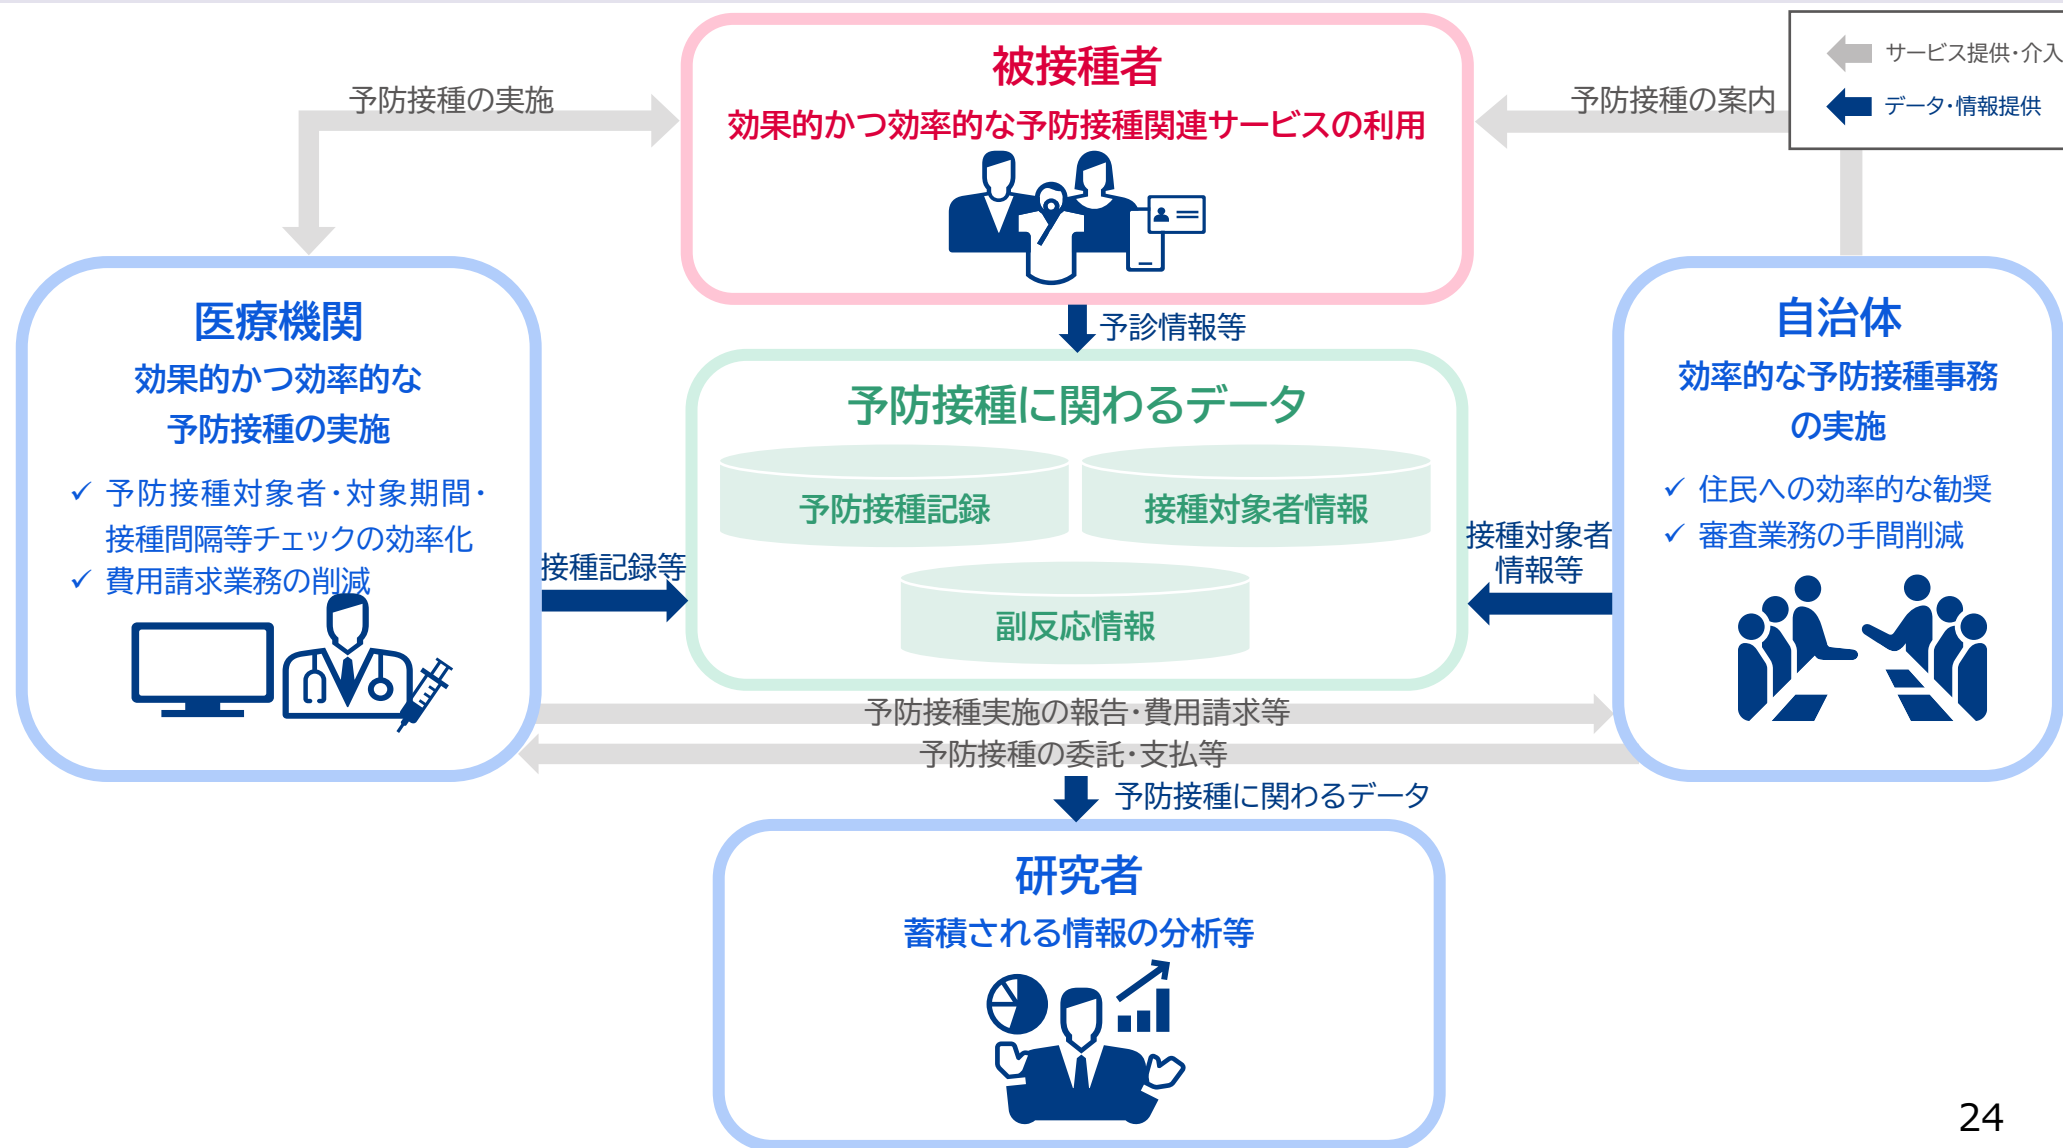 被接種者
効果的かつ効率的な予防接種関連サービスの利用
サービス提供・介入
データ・情報提供
予防接種の実施
予防接種の案内
予診情報等
医療機関
効果的かつ効率的な
予防接種の実施
✓ 予防接種対象者・対象期間・
接種間隔等チェックの効率化
✓ 費用請求業務の削減
接種記録等
予防接種に関わるデータ
予防接種記録
接種対象者情報
副反応情報
接種対象者
情報等
自治体
効率的な予防接種事務
の実施
✓ 住民への効率的な勧奨
✓ 審査業務の手間削減
予防接種実施の報告・費用請求等
予防接種の委託・支払等
予防接種に関わるデータ
研究者
蓄積される情報の分析等
24